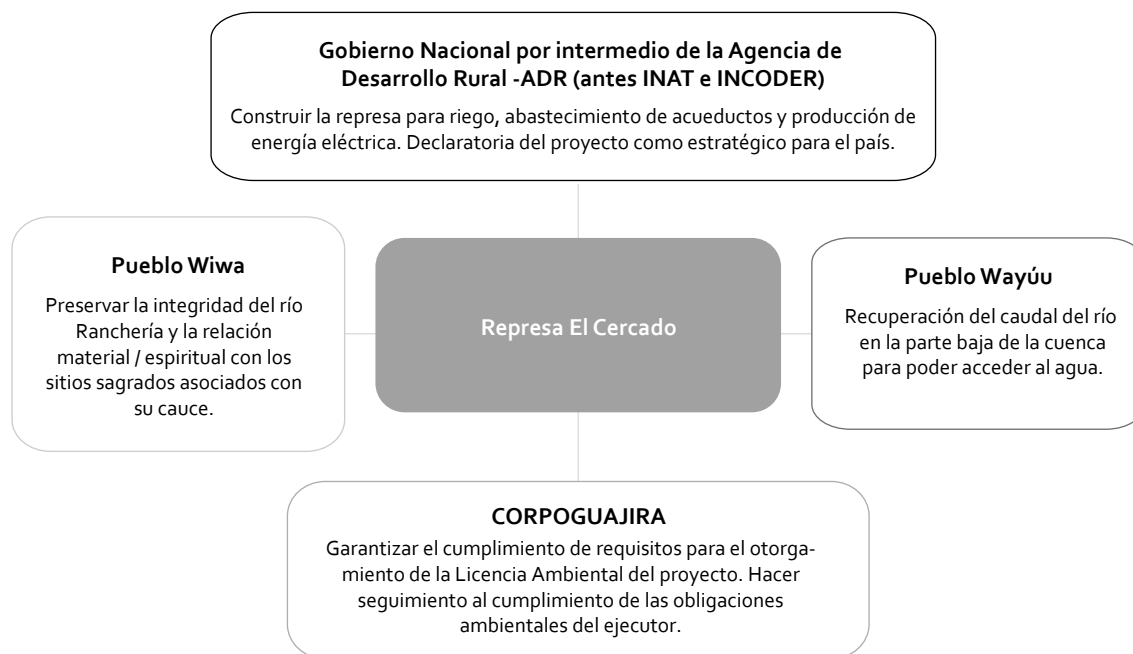 Gobierno Nacional por intermedio de la Agencia de
Desarrollo Rural -ADR (antes INAT e INCODER)
Construir la represa para riego, abastecimiento de acueductos y producción de
energía eléctrica. Declaratoria del proyecto como estratégico para el país.
Pueblo Wiwa
Preservar la integridad del río
Ranchería y la relación
material / espiritual con los
sitios sagrados asociados con
su cauce.
Represa El Cercado
Pueblo Wayúu
Recuperación del caudal del río
en la parte baja de la cuenca
para poder acceder al agua.
CORPOGUAJIRA
Garantizar el cumplimiento de requisitos para el otorga-
miento de la Licencia Ambiental del proyecto. Hacer
seguimiento al cumplimiento de las obligaciones
ambientales del ejecutor.